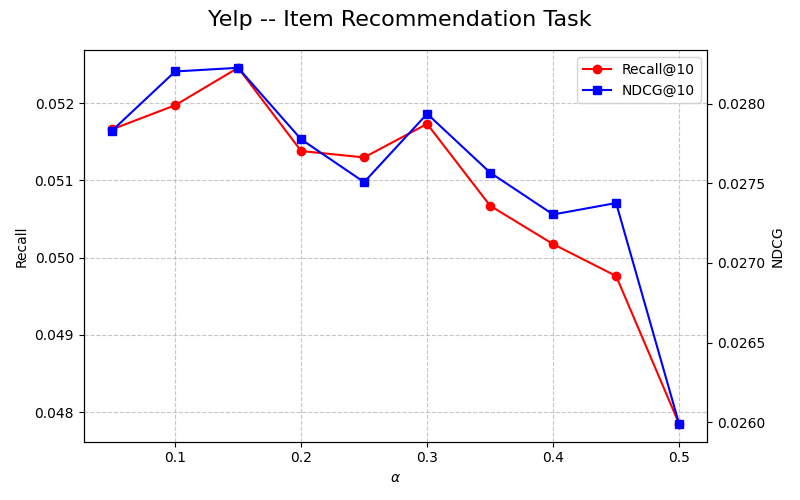 Yelp -- Item Recommendation Task
Recall@10
NDCG@10
0.052
0.051
0.050
0.049
0.048
Recall
0.0280
0.0275
0.0270
0.0265
0.0260
NDCG
0.1
0.2
0.3
0.4
0.5
α